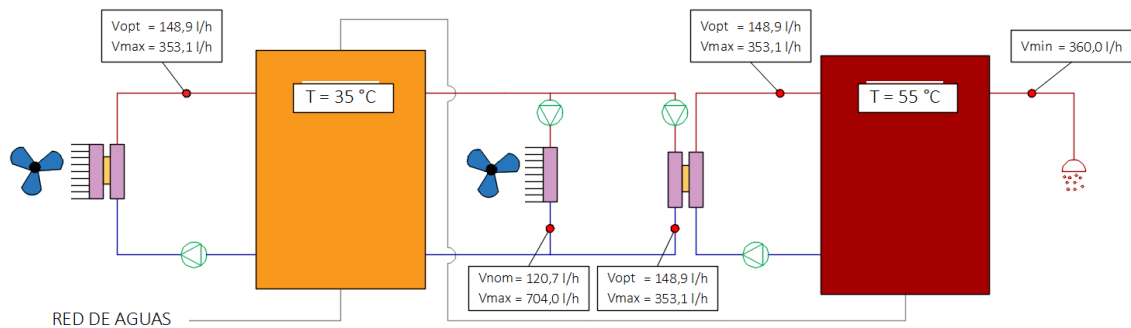 Vopt = 148,9 l/h
Vmax = 353,1 l/h
Vopt = 148,9 l/h
Vmax = 353,1 l/h
Vmin = 360,0 l/h
T = 35 °C
T = 55 °C
Vnom = 120,7 l/h
Vmax = 704,0 l/h
Vopt = 148,9 l/h
Vmax = 353,1 l/h
RED DE AGUAS